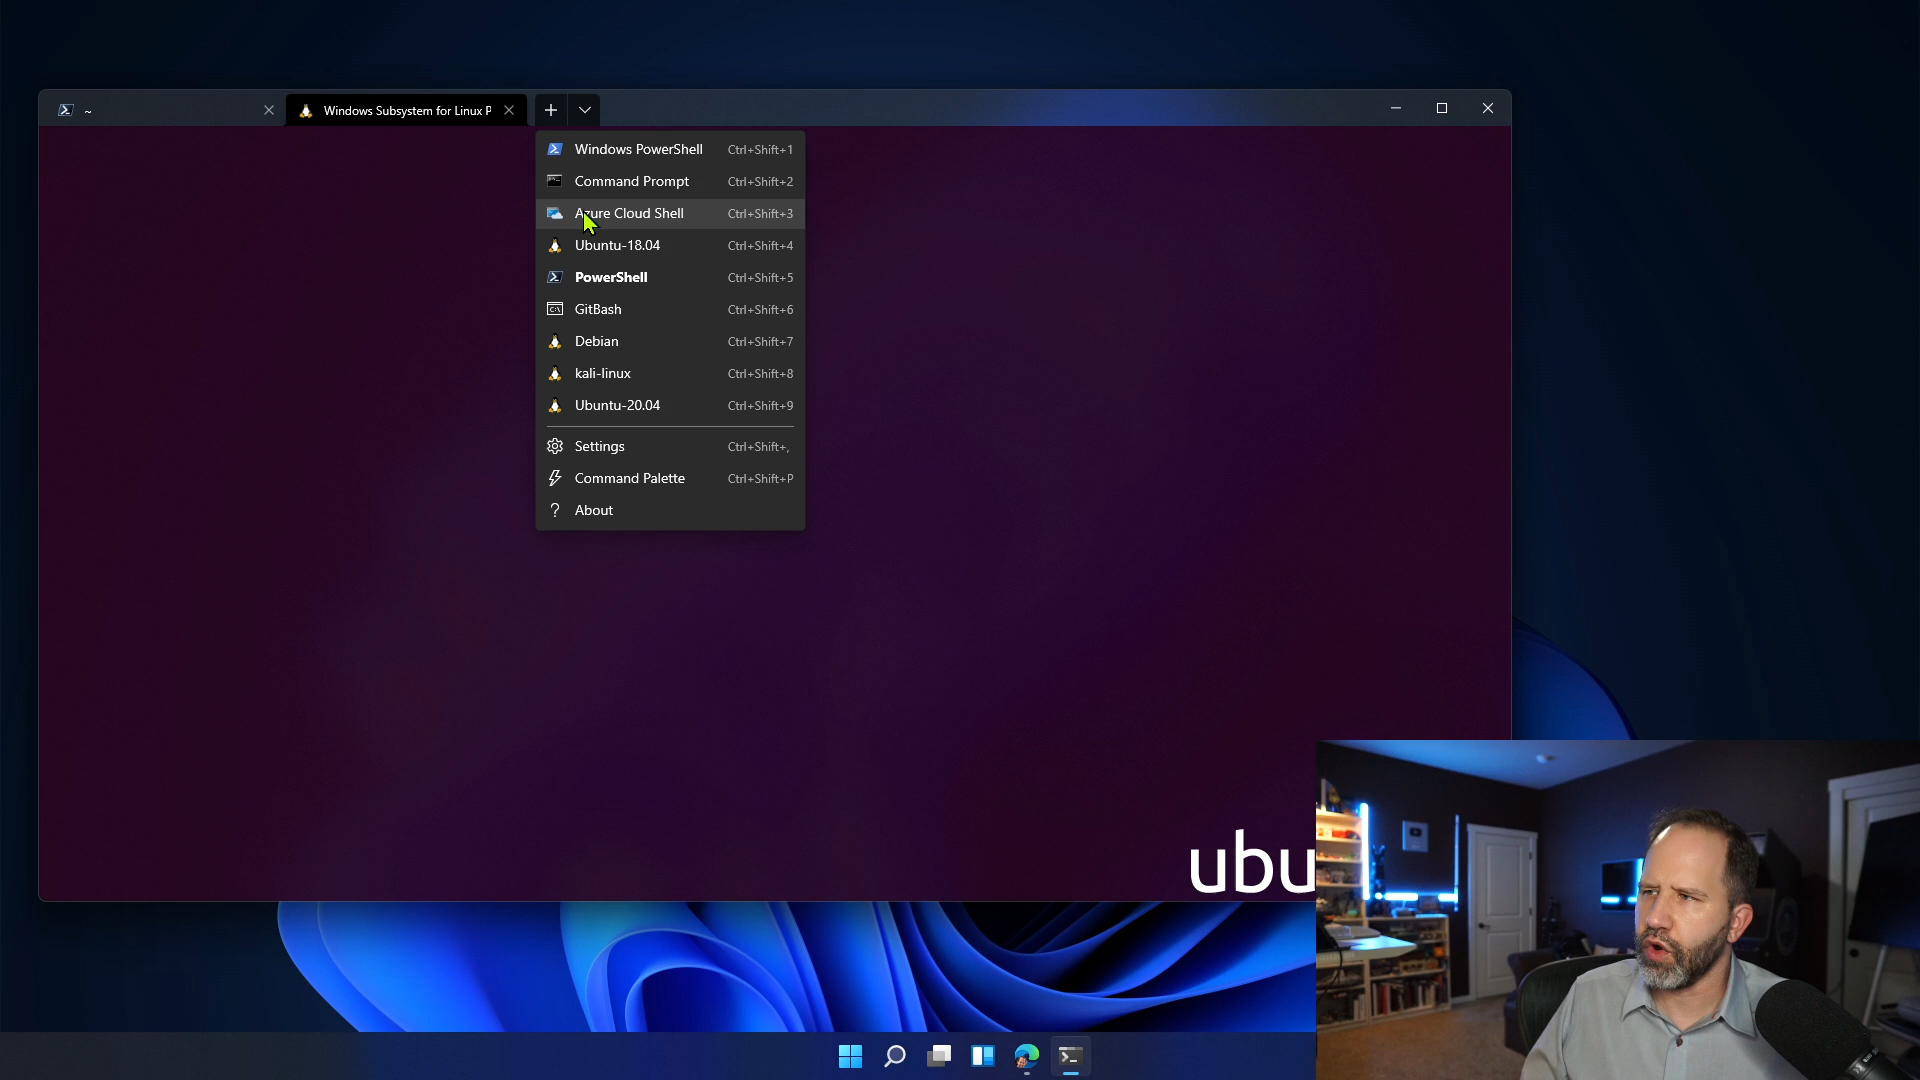 ~
Windows Subsystem for Linux P
Windows PowerShell Ctrl+Shift+1
Command Prompt Ctrl+Shift+2
Azure Cloud Shell Ctrl+Shift+3
Ubuntu-18.04 Ctrl+Shift+4
PowerShell Ctrl+Shift+5
GitBash Ctrl+Shift+6
Debian Ctrl+Shift+7
kali-linux Ctrl+Shift+8
Ubuntu-20.04 Ctrl+Shift+9
Settings Ctrl+Shift+,
Command Palette Ctrl+Shift+P
? About
ubu